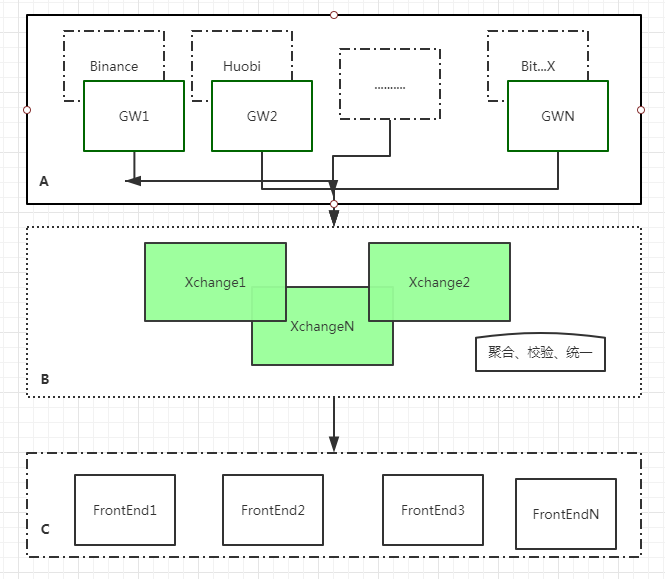 Binance
Huobi
..........
Bit...X
GW1
GW2
GWN
A
Xchange1
Xchange2
XchangeN
聚合、校验、统一
B
FrontEnd1
FrontEnd2
FrontEnd3
FrontEndN
C